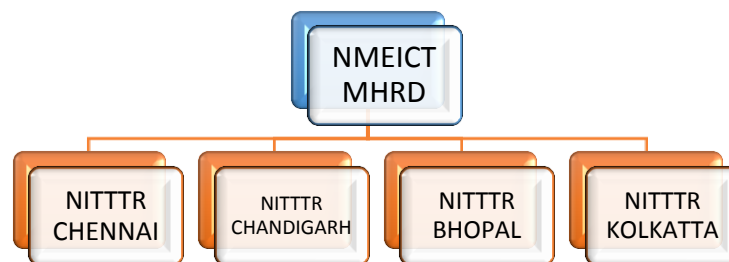 NMEICT
MHRD
NITTTR
CHENNAI
NITTTR
CHANDIGARH
NITTTR
BHOPAL
NITTTR
KOLKATTA